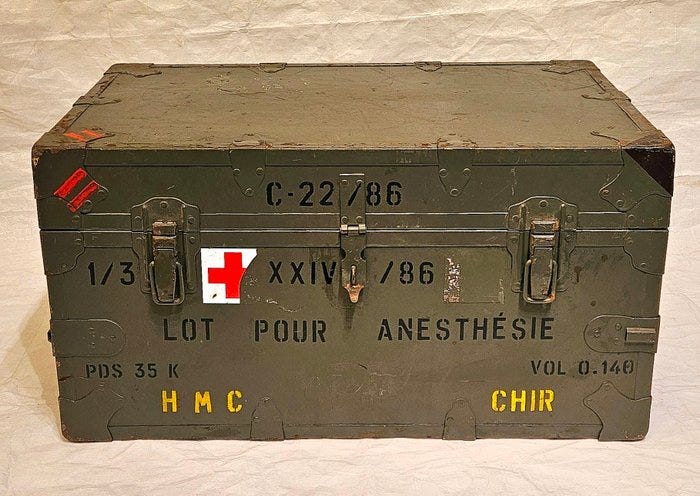 C-22/86
1/3 XXIV /86
LOT POUR ANESTHÉSIE
PDS 35 K VOL 0.140
H M C CHIR